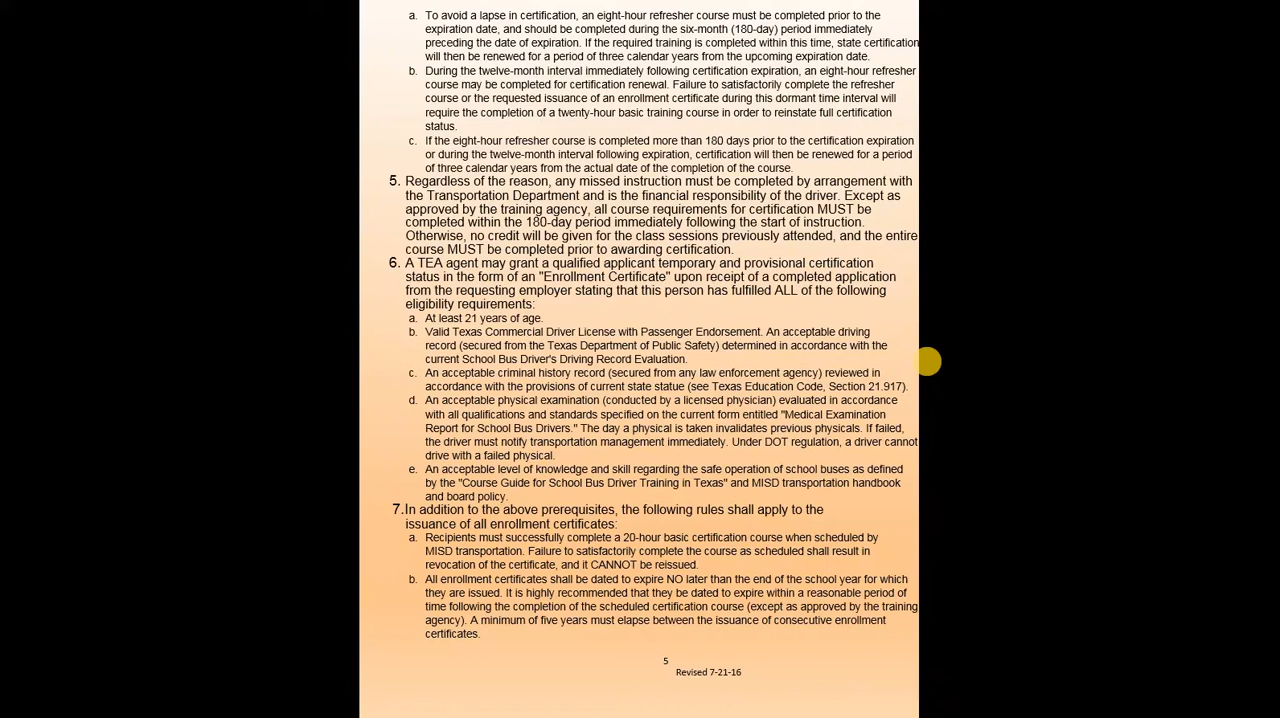 a. To avoid a lapse in certification, an eight-hour refresher course must be completed prior to the
expiration date, and should be completed during the six-month (180-day) period immediately
preceding the date of expiration. If the required training is completed within this time, state certification
will then be renewed for a period of three calendar years from the upcoming expiration date.
b. During the twelve-month interval immediately following certification expiration, an eight-hour refresher
course may be completed for certification renewal. Failure to satisfactorily complete the refresher
course or the requested issuance of an enrollment certificate during this dormant time interval will
require the completion of a twenty-hour basic training course in order to reinstate full certification
status.
c. If the eight-hour refresher course is completed more than 180 days prior to the certification expiration
or during the twelve-month interval following expiration, certification will then be renewed for a period
of three calendar years from the actual date of the completion of the course.
5. Regardless of the reason, any missed instruction must be completed by arrangement with
the Transportation Department and is the financial responsibility of the driver. Except as
approved by the training agency, all course requirements for certification MUST be
completed within the 180-day period immediately following the start of instruction.
Otherwise, no credit will be given for the class sessions previously attended, and the entire
course MUST be completed prior to awarding certification.
6. A TEA agent may grant a qualified applicant temporary and provisional certification
status in the form of an "Enrollment Certificate" upon receipt of a completed application
from the requesting employer stating that this person has fulfilled ALL of the following
eligibility requirements:
a. At least 21 years of age.
b. Valid Texas Commercial Driver License with Passenger Endorsement. An acceptable driving
record (secured from the Texas Department of Public Safety) determined in accordance with the
current School Bus Driver's Driving Record Evaluation.
c. An acceptable criminal history record (secured from any law enforcement agency) reviewed in
accordance with the provisions of current state statue (see Texas Education Code, Section 21.917).
d. An acceptable physical examination (conducted by a licensed physician) evaluated in accordance
with all qualifications and standards specified on the current form entitled "Medical Examination
Report for School Bus Drivers." The day a physical is taken invalidates previous physicals. If failed,
the driver must notify transportation management immediately. Under DOT regulation, a driver cannot
drive with a failed physical.
e. An acceptable level of knowledge and skill regarding the safe operation of school buses as defined
by the "Course Guide for School Bus Driver Training in Texas" and MISD transportation handbook
and board policy.
7.In addition to the above prerequisites, the following rules shall apply to the
issuance of all enrollment certificates:
a. Recipients must successfully complete a 20-hour basic certification course when scheduled by
MISD transportation. Failure to satisfactorily complete the course as scheduled shall result in
revocation of the certificate, and it CANNOT be reissued.
b. All enrollment certificates shall be dated to expire NO later than the end of the school year for which
they are issued. It is highly recommended that they be dated to expire within a reasonable period of
time following the completion of the scheduled certification course (except as approved by the training
agency). A minimum of five years must elapse between the issuance of consecutive enrollment
certificates.
5
Revised 7-21-16